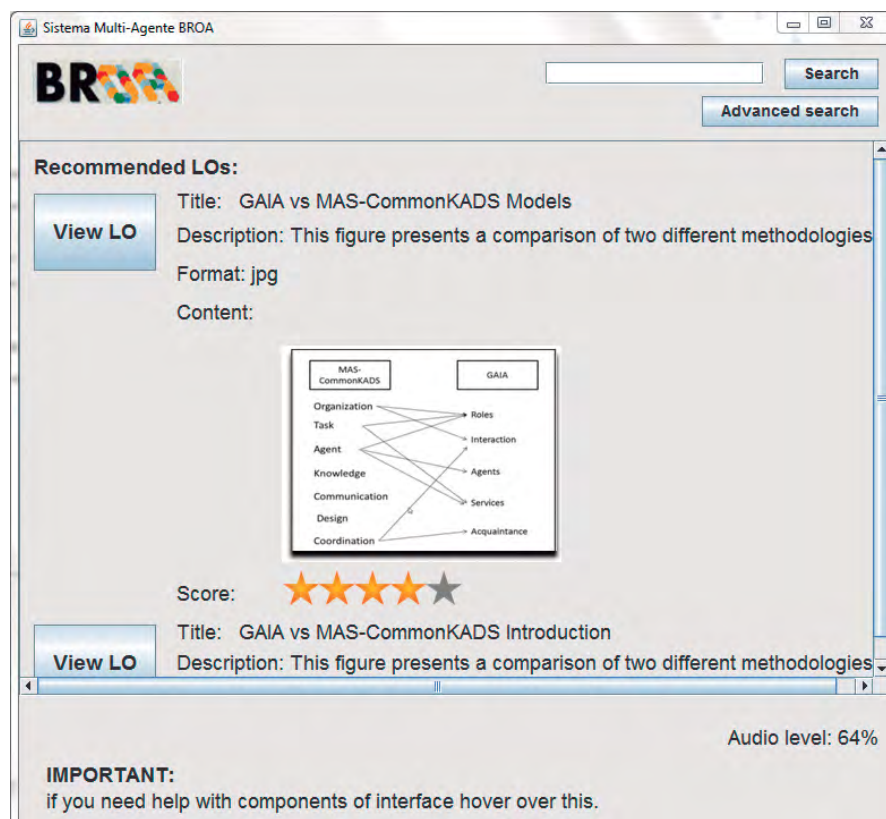 Sistema Multi-Agente BROA
BROA
Search
Advanced search
Recommended LOs:
View LO
Title: GAIA vs MAS-CommonKADS Models
Description: This figure presents a comparison of two different methodologies
Format: jpg
Content:
MAS-
CommonKADS
GAIA
Organization
Roles
Task
Interaction
Agent
Agents
Knowledge
Communication
Services
Design
Acquaintance
Coordination
Score:
View LO
Title: GAIA vs MAS-CommonKADS Introduction
Description: This figure presents a comparison of two different methodologies
Audio level: 64%
IMPORTANT:
if you need help with components of interface hover over this.